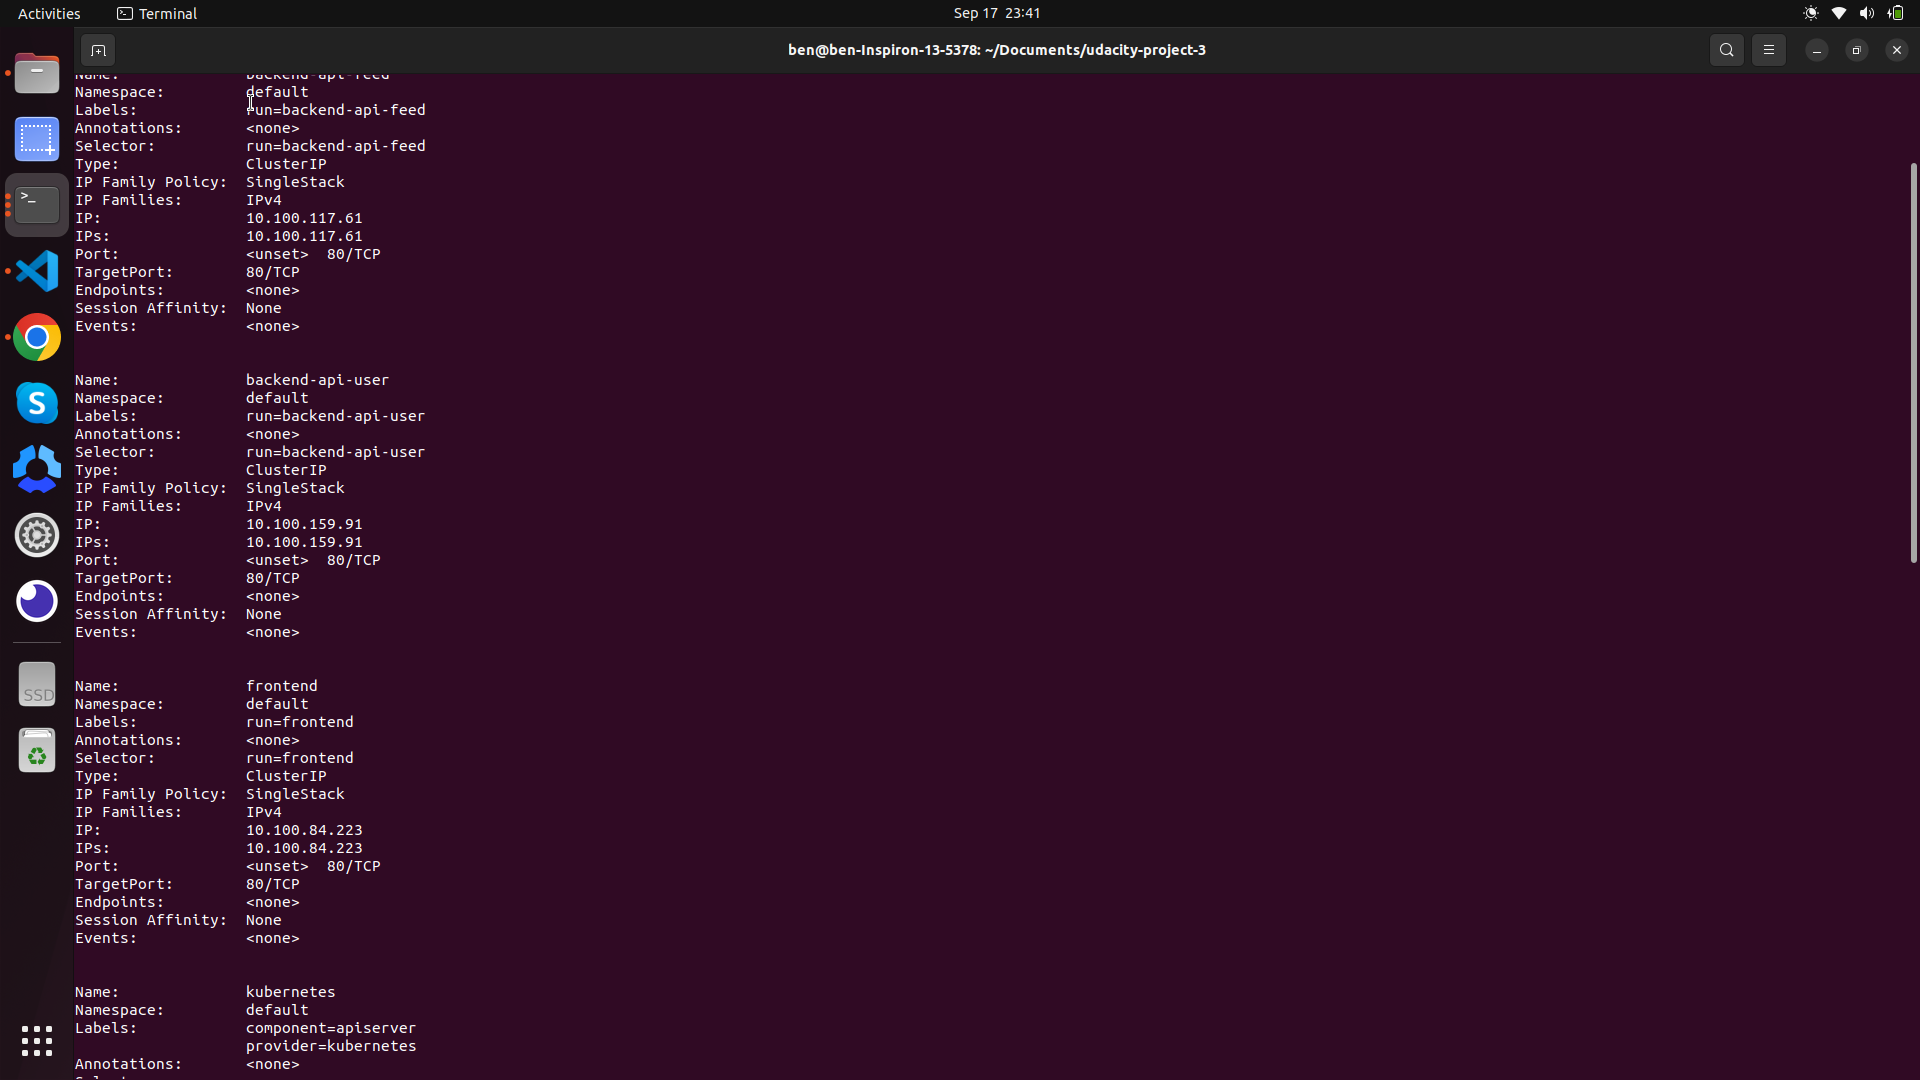 Activities
Terminal
Sep 17 23:41
ben@ben-Inspiron-13-5378: ~/Documents/udacity-project-3
Name: backend-api-feed
Namespace: default
Labels: run=backend-api-feed
Annotations: <none>
Selector: run=backend-api-feed
Type: ClusterIP
IP Family Policy: SingleStack
IP Families: IPv4
IP: 10.100.117.61
IPs: 10.100.117.61
Port: <unset> 80/TCP
TargetPort: 80/TCP
Endpoints: <none>
Session Affinity: None
Events: <none>
Name: backend-api-user
Namespace: default
Labels: run=backend-api-user
Annotations: <none>
Selector: run=backend-api-user
Type: ClusterIP
IP Family Policy: SingleStack
IP Families: IPv4
IP: 10.100.159.91
IPs: 10.100.159.91
Port: <unset> 80/TCP
TargetPort: 80/TCP
Endpoints: <none>
Session Affinity: None
Events: <none>
Name: frontend
Namespace: default
Labels: run=frontend
Annotations: <none>
Selector: run=frontend
Type: ClusterIP
IP Family Policy: SingleStack
IP Families: IPv4
IP: 10.100.84.223
IPs: 10.100.84.223
Port: <unset> 80/TCP
TargetPort: 80/TCP
Endpoints: <none>
Session Affinity: None
Events: <none>
Name: kubernetes
Namespace: default
Labels: component=apiserver
provider=kubernetes
Annotations: <none>
SSD